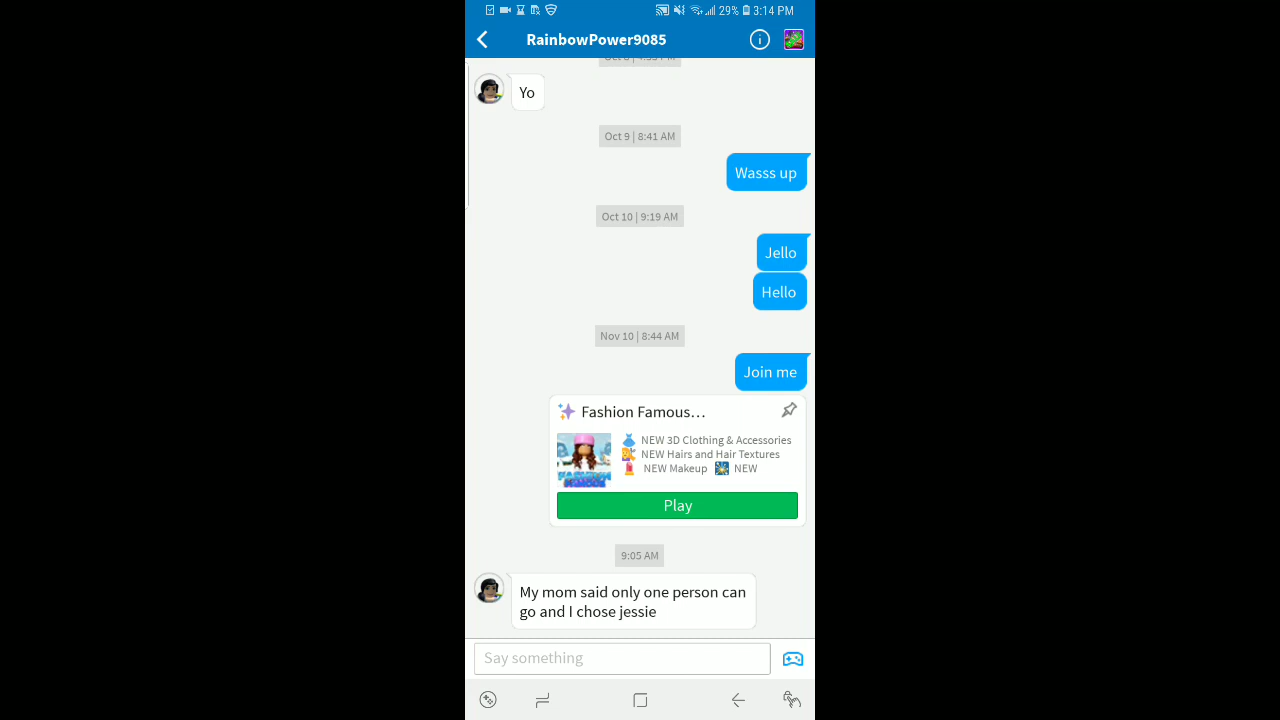 29% 3:14 PM
RainbowPower9085
Yo
Oct 9 | 8:41 AM
Wasss up
Oct 10 | 9:19 AM
Jello
Hello
Nov 10 | 8:44 AM
Join me
Fashion Famous...
NEW 3D Clothing & Accessories
NEW Hairs and Hair Textures
NEW Makeup NEW
Play
9:05 AM
My mom said only one person can
go and I chose jessie
Say something